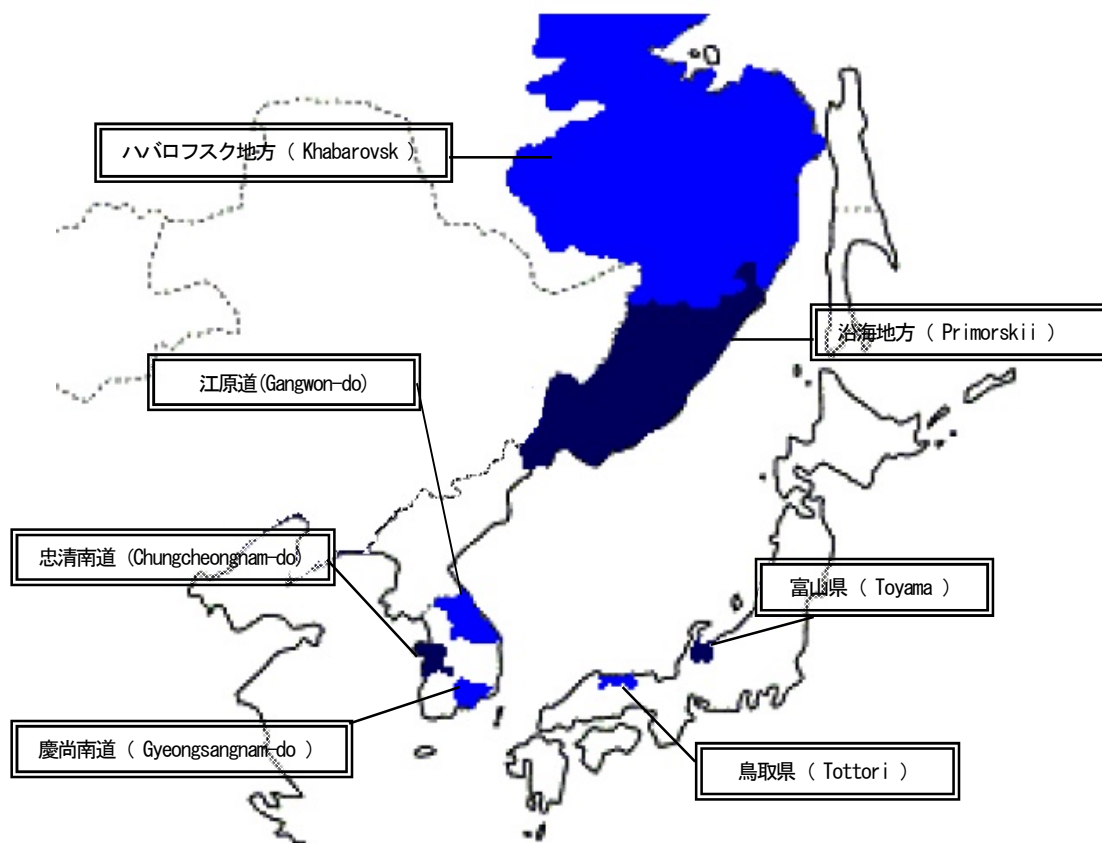 ハバロフスク地方（ Khabarovsk ）
沿海地方（ Primorskii ）
江原道(Gangwon-do)
忠清南道（Chungcheongnam-do）
富山県（ Toyama ）
慶尚南道（ Gyeongsangnam-do ）
鳥取県（ Tottori ）